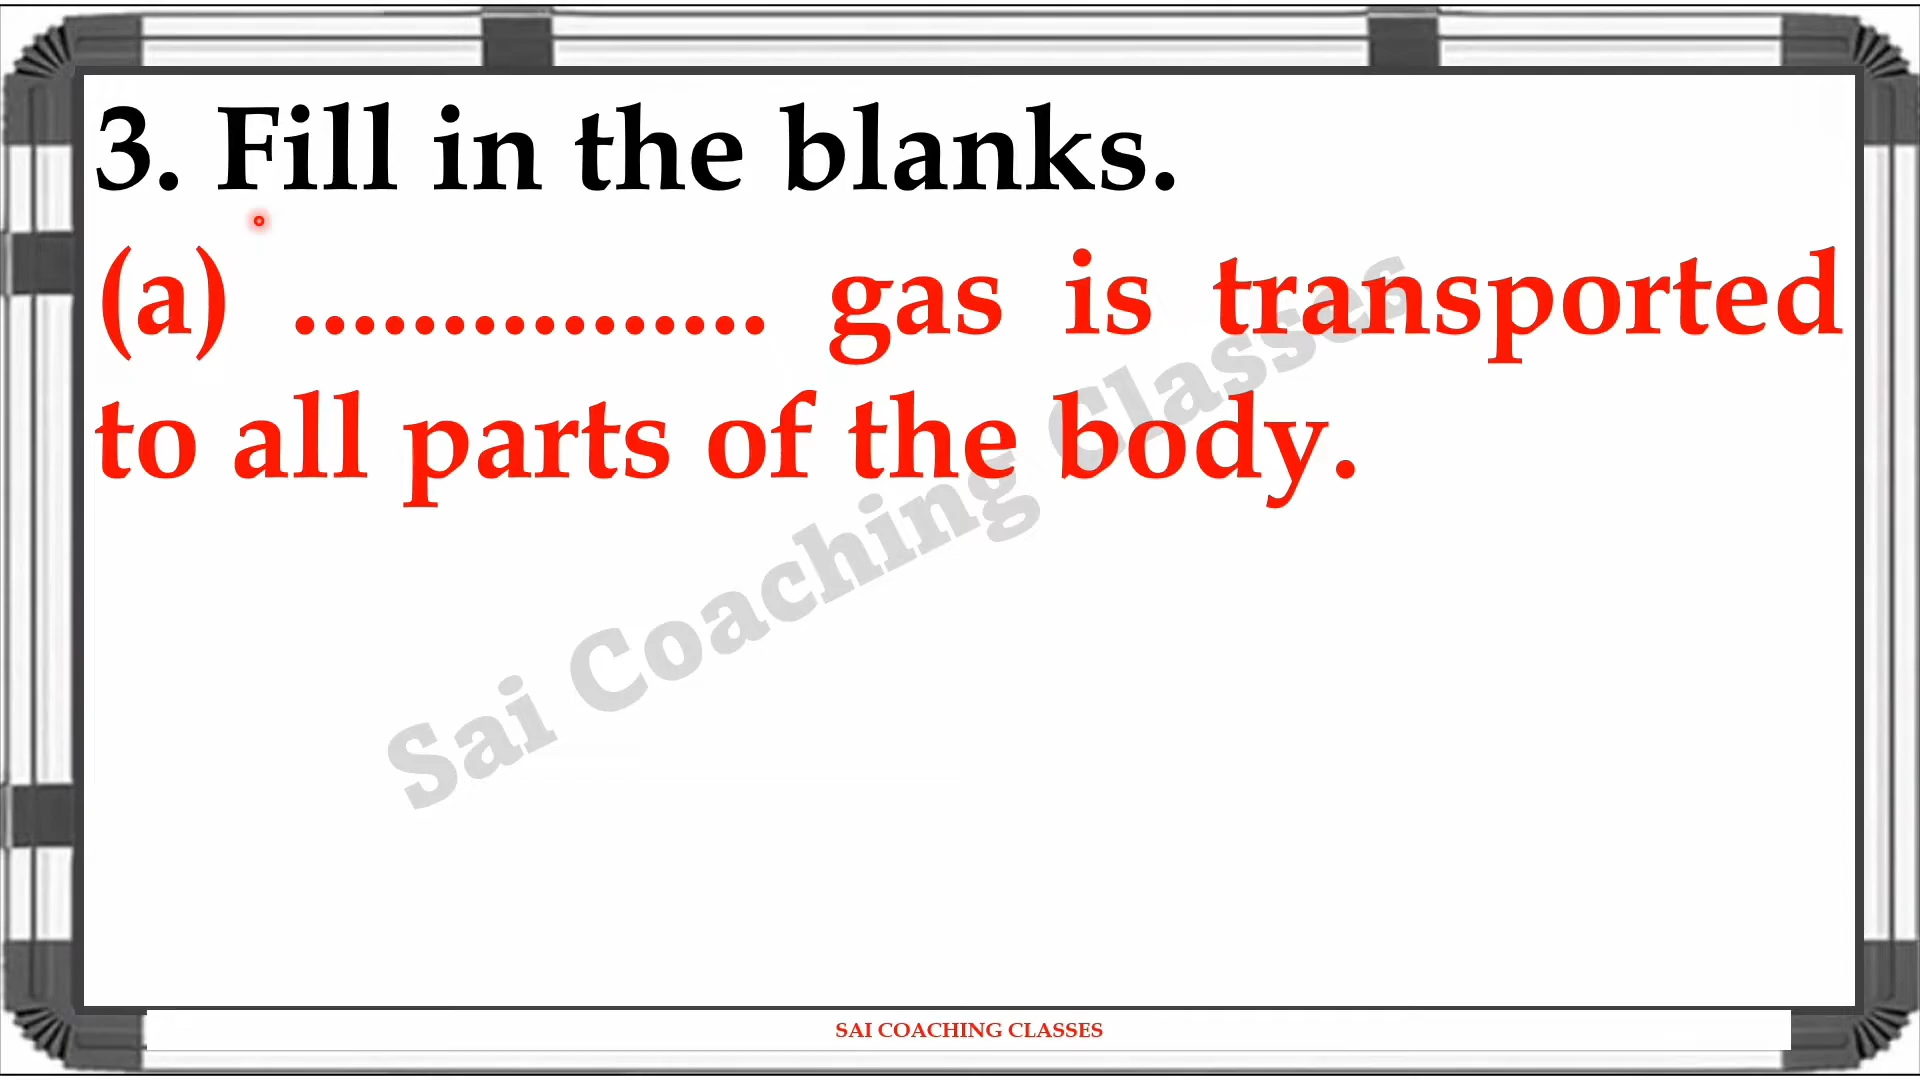 3. Fill in the blanks.
(a) ................ gas is transported
to all parts of the body.
Sai Coaching Classes
SAI COACHING CLASSES